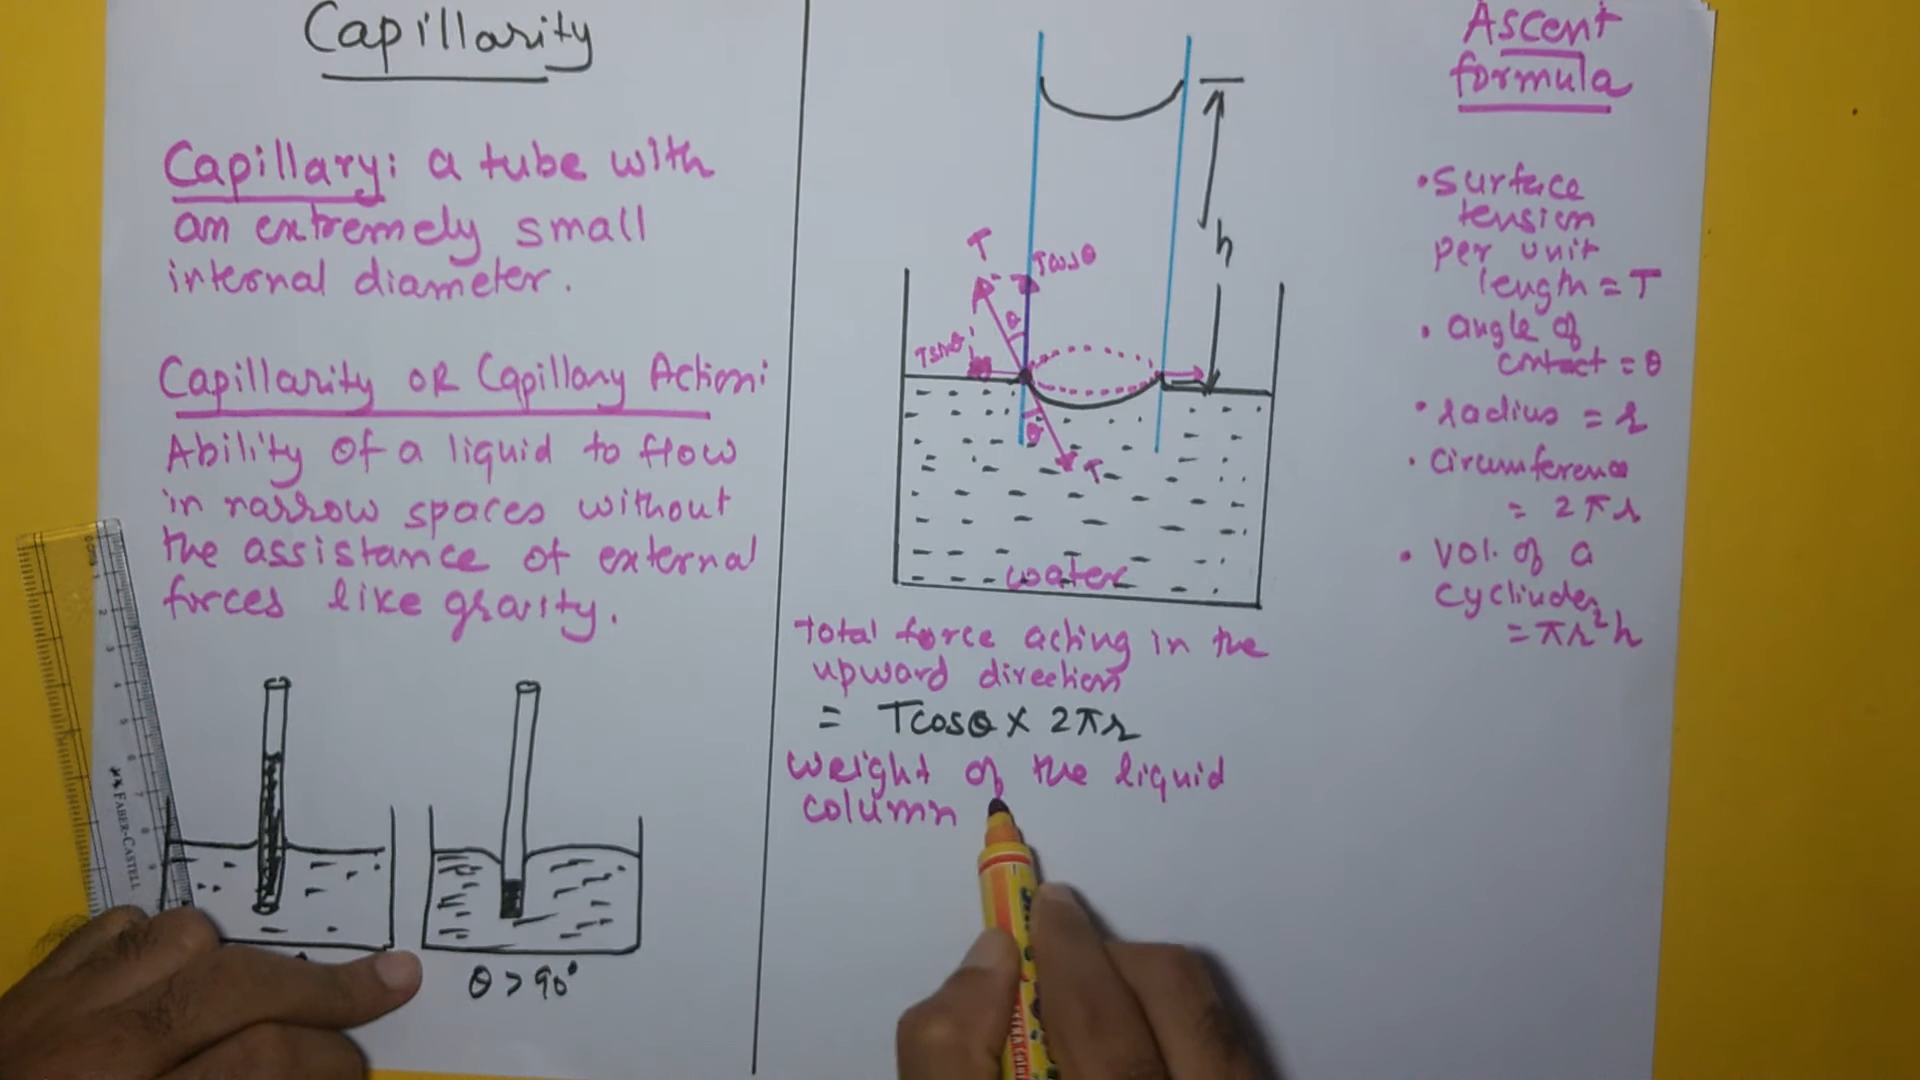 Capillarity
Capillary: a tube with
an extremely small
internal diameter.
Capillarity OR Capillary Action:
Ability of a liquid to flow
in narrow spaces without
the assistance of external
forces like gravity.
FABER-CASTELL
θ > 90°
h
T
Tcosθ
θ
Tsinθ
θ
T
water
Total force acting in the
upward direction
= Tcosθ × 2πr
Weight of the liquid
column
Ascent
formula
• Surface
tension
per unit
length = T
• angle of
contact = θ
• radius = r
• Circumference
= 2πr
• Vol. of a
cyclinder
= πr²h